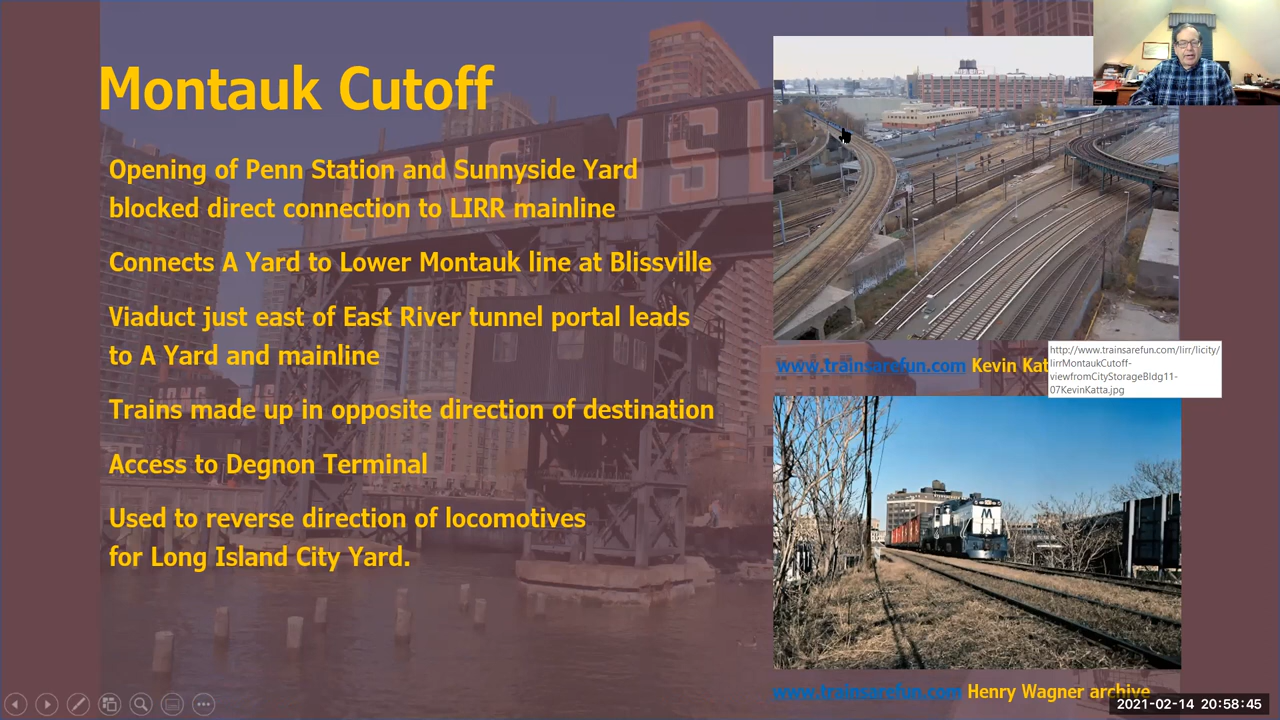 Montauk Cutoff
Opening of Penn Station and Sunnyside Yard
blocked direct connection to LIRR mainline
Connects A Yard to Lower Montauk line at Blissville
Viaduct just east of East River tunnel portal leads
to A Yard and mainline
Trains made up in opposite direction of destination
Access to Degnon Terminal
Used to reverse direction of locomotives
for Long Island City Yard.
LONG ISL
www.trainsarefun.com Kevin Kat
http://www.trainsarefun.com/lirr/licity/
lirrMontaukCutoff-
viewfromCityStorageBldg11-
07KevinKatta.jpg
M
www.trainsarefun.com Henry Wagner archive
2021-02-14 20:58:45